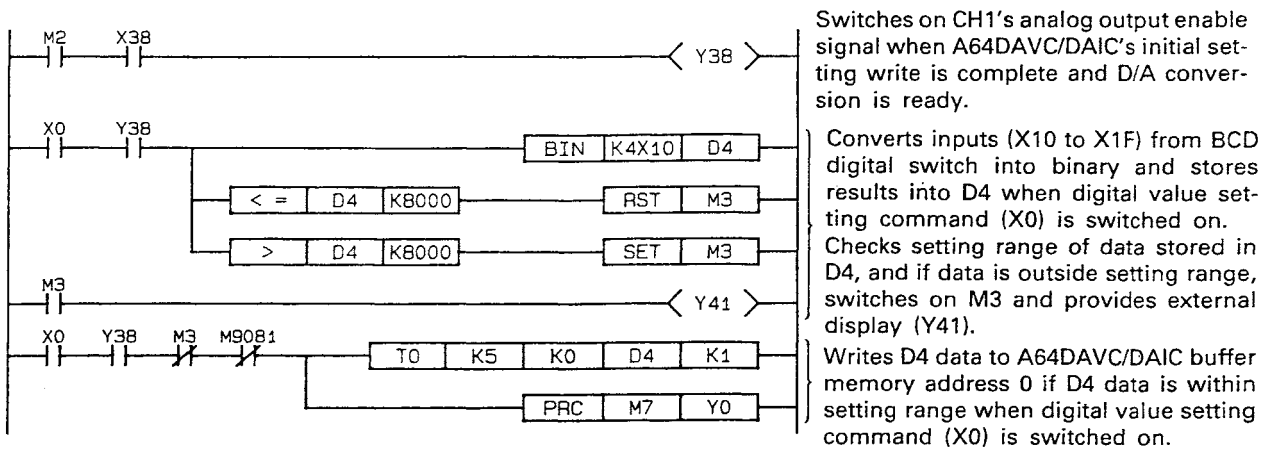 M2 X38
Y38
Switches on CH1's analog output enable
signal when A64DAVC/DAIC's initial set-
ting write is complete and D/A conver-
sion is ready.
X0 Y38
BIN K4X10 D4
< = D4 K8000 RST M3
> D4 K8000 SET M3
M3
Y41
Converts inputs (X10 to X1F) from BCD
digital switch into binary and stores
results into D4 when digital value set-
ting command (X0) is switched on.
Checks setting range of data stored in
D4, and if data is outside setting range,
switches on M3 and provides external
display (Y41).
X0 Y38 M3 M9081
TO K5 K0 D4 K1
PRC M7 Y0
Writes D4 data to A64DAVC/DAIC buffer
memory address 0 if D4 data is within
setting range when digital value setting
command (X0) is switched on.